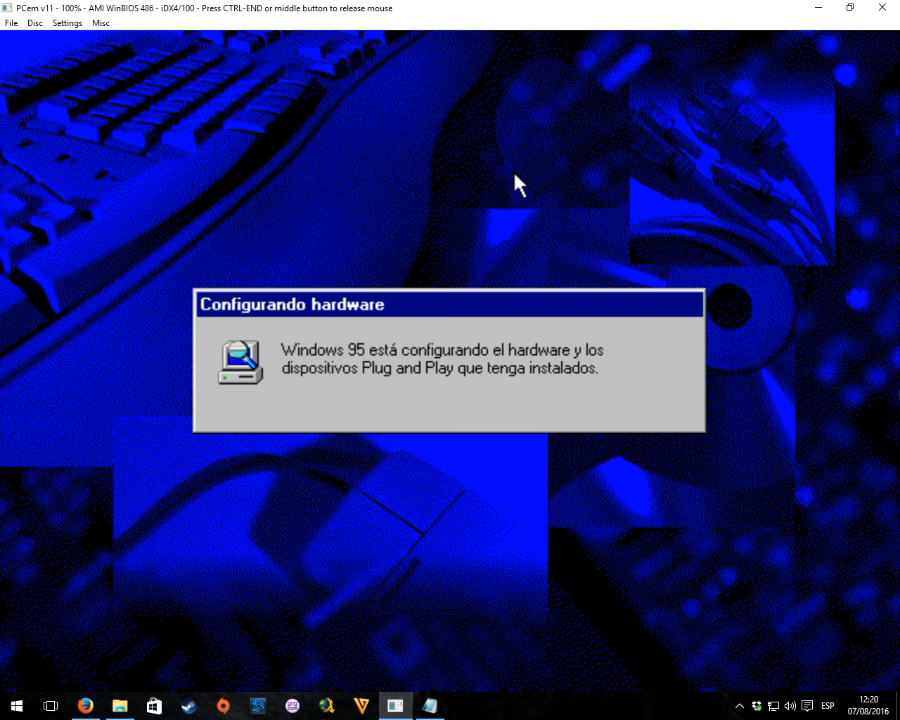 PCem v11 - 100% - AMI WinBIOS 486 - iDX4/100 - Press CTRL-END or middle button to release mouse
File Disc Settings Misc
Configurando hardware
Windows 95 está configurando el hardware y los
dispositivos Plug and Play que tenga instalados.
ESP
12:20
07/08/2016